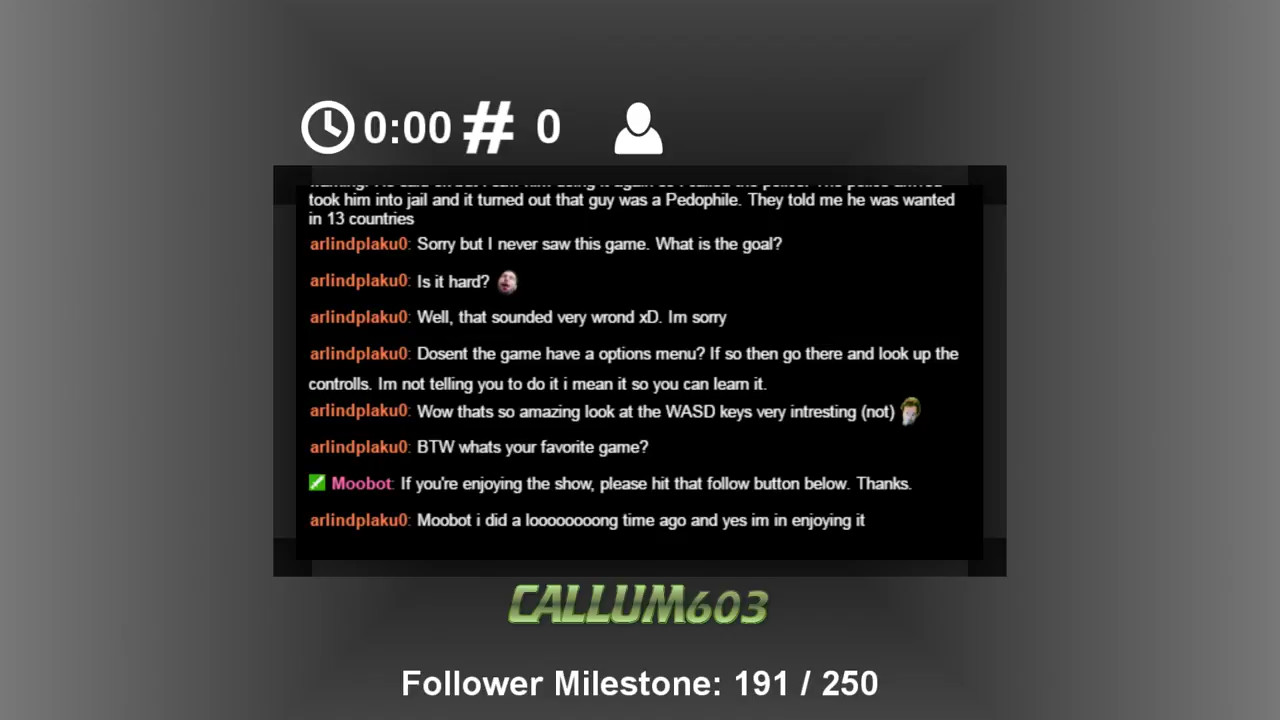 0:00 # 0
took him into jail and it turned out that guy was a Pedophile. They told me he was wanted
in 13 countries
arlindplaku0: Sorry but I never saw this game. What is the goal?
arlindplaku0: Is it hard?
arlindplaku0: Well, that sounded very wrond xD. Im sorry
arlindplaku0: Dosent the game have a options menu? If so then go there and look up the
controlls. Im not telling you to do it i mean it so you can learn it.
arlindplaku0: Wow thats so amazing look at the WASD keys very intresting (not)
arlindplaku0: BTW whats your favorite game?
Moobot: If you're enjoying the show, please hit that follow button below. Thanks.
arlindplaku0: Moobot i did a loooooooong time ago and yes im in enjoying it
CALLUM603
Follower Milestone: 191 / 250